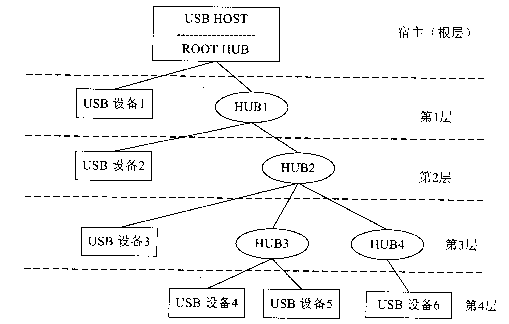 USB HOST
宿主（根层）
ROOT HUB
USB 设备1
HUB1
第1层
USB 设备2
HUB2
第2层
USB 设备3
HUB3
HUB4
第3层
USB 设备4
USB 设备5
USB 设备6
第4层